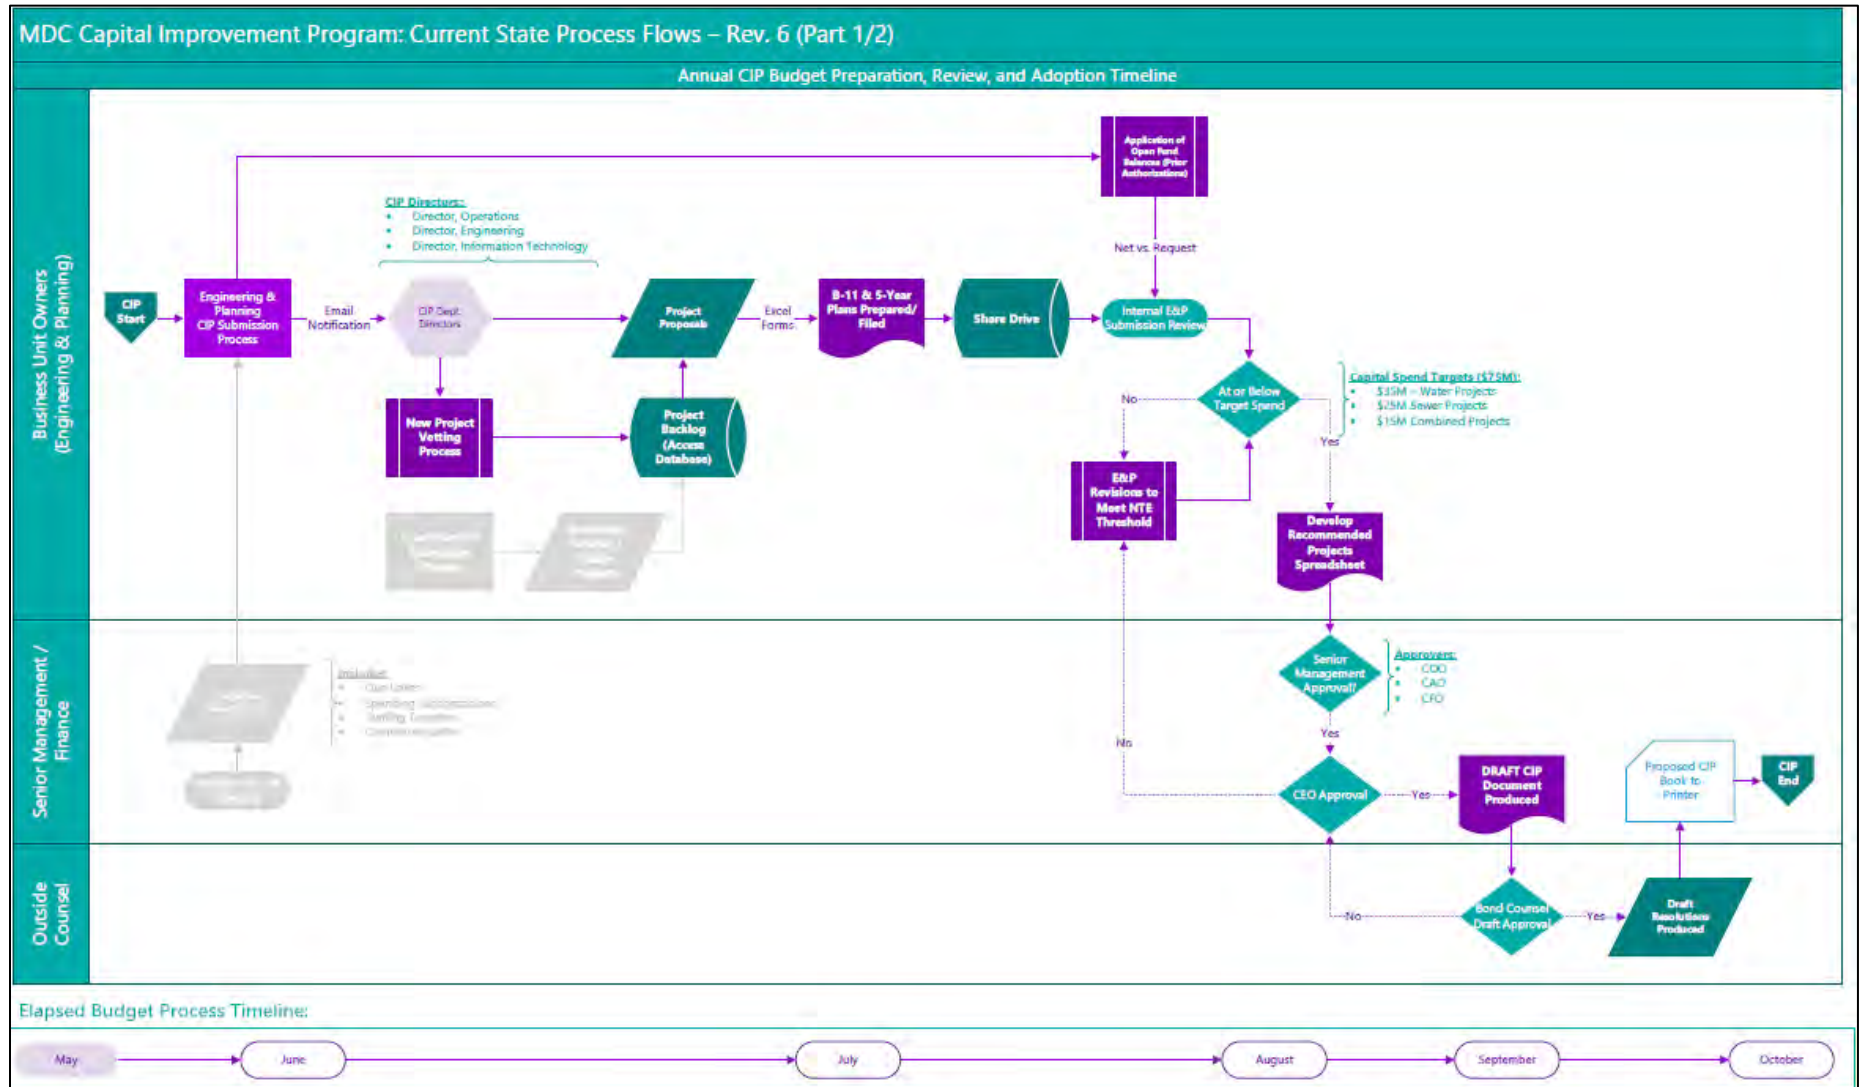 MDC Capital Improvement Program: Current State Process Flows – Rev. 6 (Part 1/2)
Annual CIP Budget Preparation, Review, and Adoption Timeline
Business Unit Owners
(Engineering & Planning)
Application of
Open Fund
Balances (Prior
Authorizations)
CIP Directors:
• Director, Operations
• Director, Engineering
• Director, Information Technology
Net vs. Request
CIP
Start
Engineering &
Planning
CIP Submission
Process
Email
Notification
CIP Dept.
Directors
Project
Proposals
Excel
Forms
B-11 & 5-Year
Plans Prepared/
Filed
Share Drive
Internal E&P
Submission Review
At or Below
Target Spend
Capital Spend Targets ($75M):
• $35M – Water Projects
• $25M Sewer Projects
• $15M Combined Projects
No
Yes
New Project
Vetting
Process
Project
Backlog
(Access
Database)
E&P
Revisions to
Meet NTE
Threshold
Develop
Recommended
Projects
Spreadsheet
Senior Management /
Finance
Senior
Management
Approval/
Approvers:
• COO
• CAO
• CFO
Yes
No
CEO Approval
Yes
DRAFT CIP
Document
Produced
Proposed CIP
Book to
Printer
CIP
End
Outside
Counsel
No
Bond Counsel
Draft Approval
Yes
Draft
Resolutions
Produced
Elapsed Budget Process Timeline:
May
June
July
August
September
October